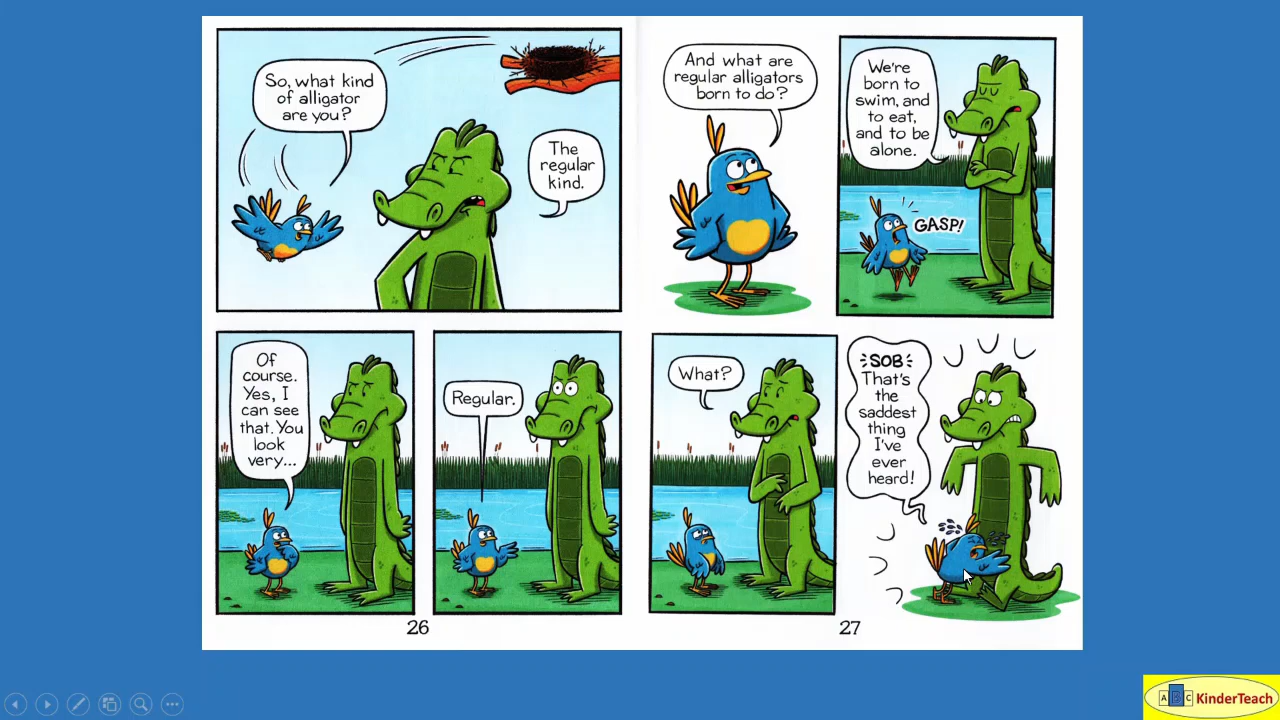 So, what kind
of alligator
are you?
The
regular
kind.
Of
course.
Yes, I
can see
that. You
look
very...
Regular.
26
And what are
regular alligators
born to do?
We're
born to
swim, and
to eat,
and to be
alone.
GASP!
What?
SOB
That's
the
saddest
thing
I've
ever
heard!
27
ABC KinderTeach